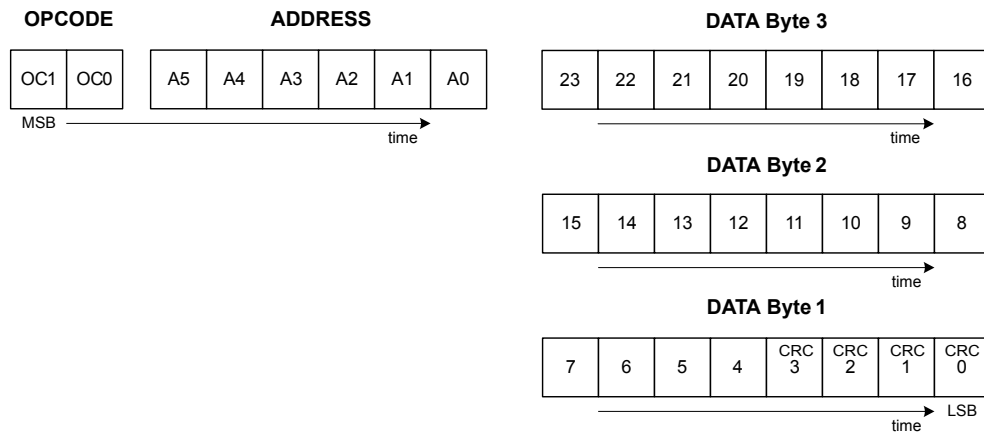 OPCODE ADDRESS DATA Byte 3
OC1 OC0 A5 A4 A3 A2 A1 A0 23 22 21 20 19 18 17 16
MSB time time
DATA Byte 2
15 14 13 12 11 10 9 8
time
DATA Byte 1
7 6 5 4 CRC 3 CRC 2 CRC 1 CRC 0
time LSB